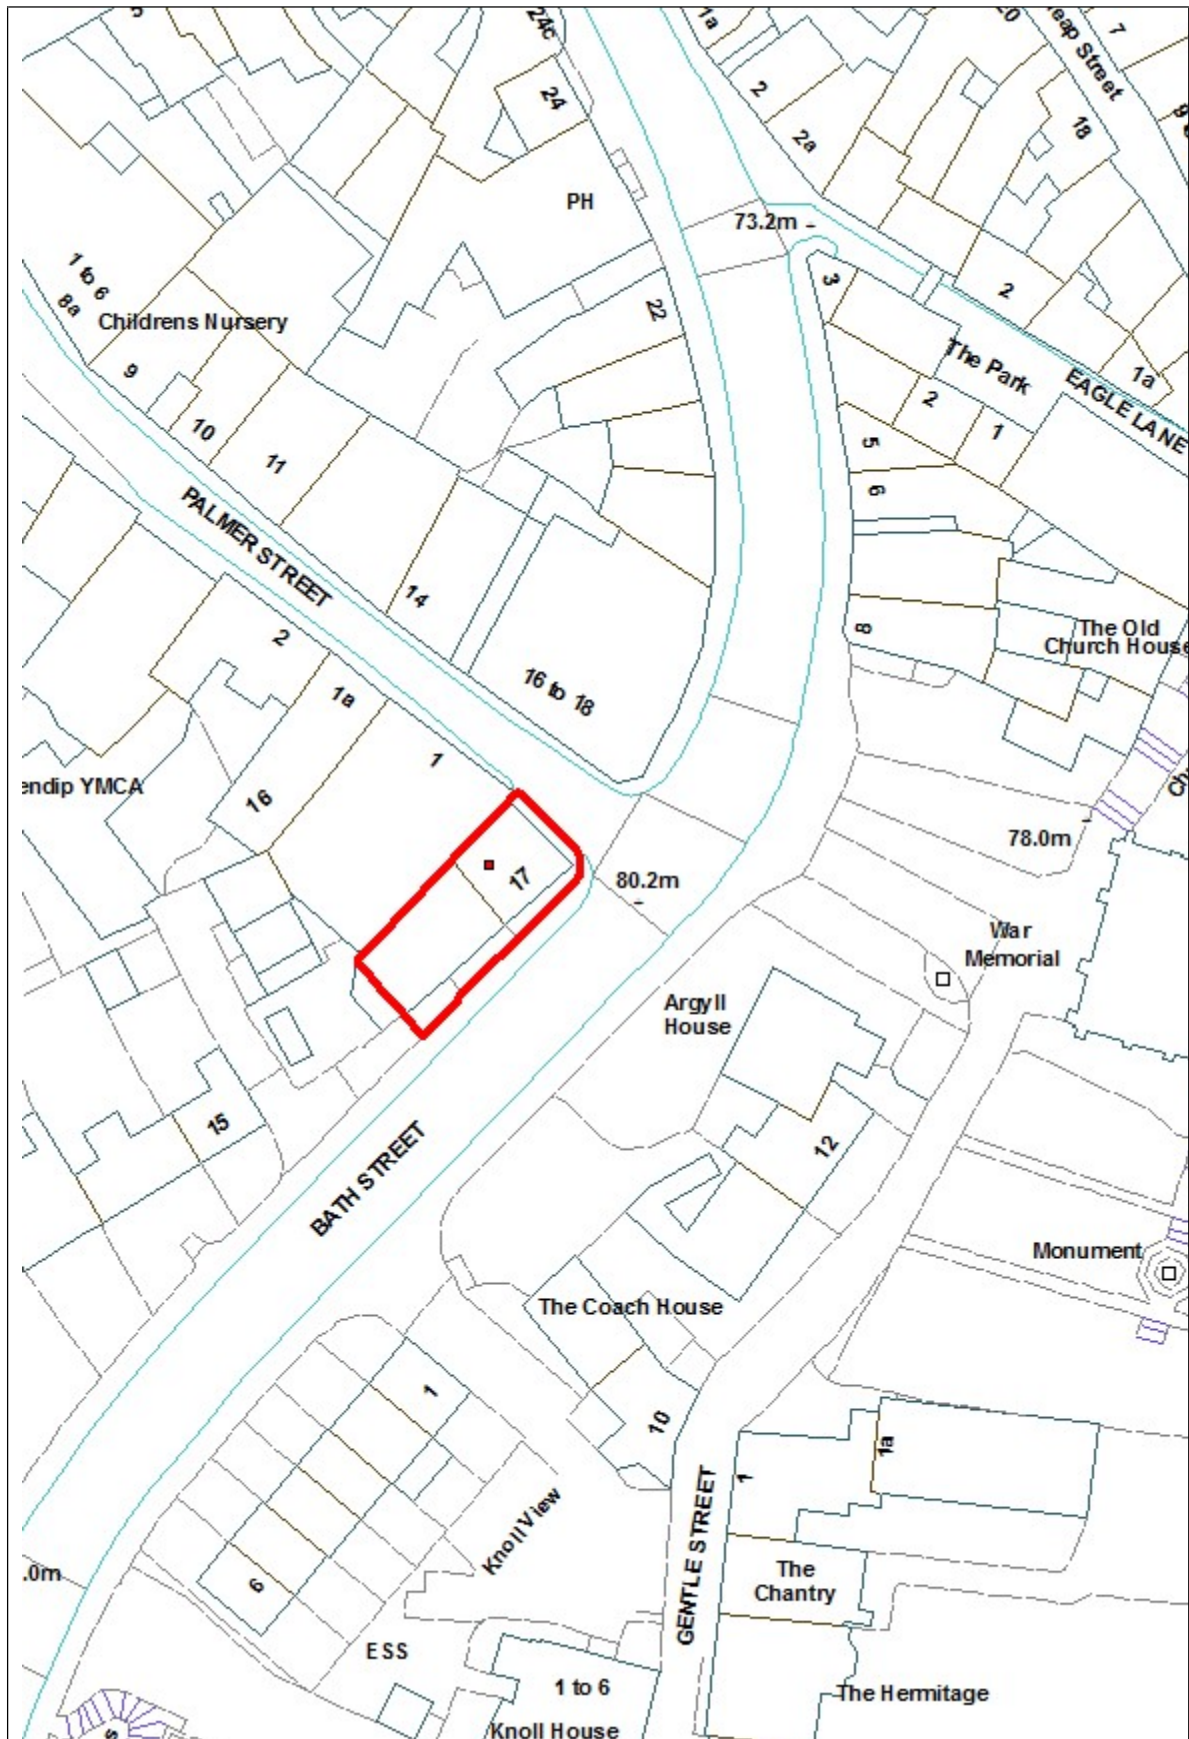 5
24c
1a
20
7
24
2
2a
18
PH
73.2m
1 to 6
8a
Childrens Nursery
9
10
11
22
3
2
The Park
1a
EAGLE LANE
2
1
5
6
PALMER STREET
14
8
The Old
Church House
2
1a
16 to 18
1
endip YMCA
16
17
80.2m
78.0m
War
Memorial
Argyll
House
15
12
BATH STREET
Monument
The Coach House
1
10
1
1a
Knoll View
GENTLE STREET
6
.0m
The
Chantry
ESS
1 to 6
Knoll House
The Hermitage